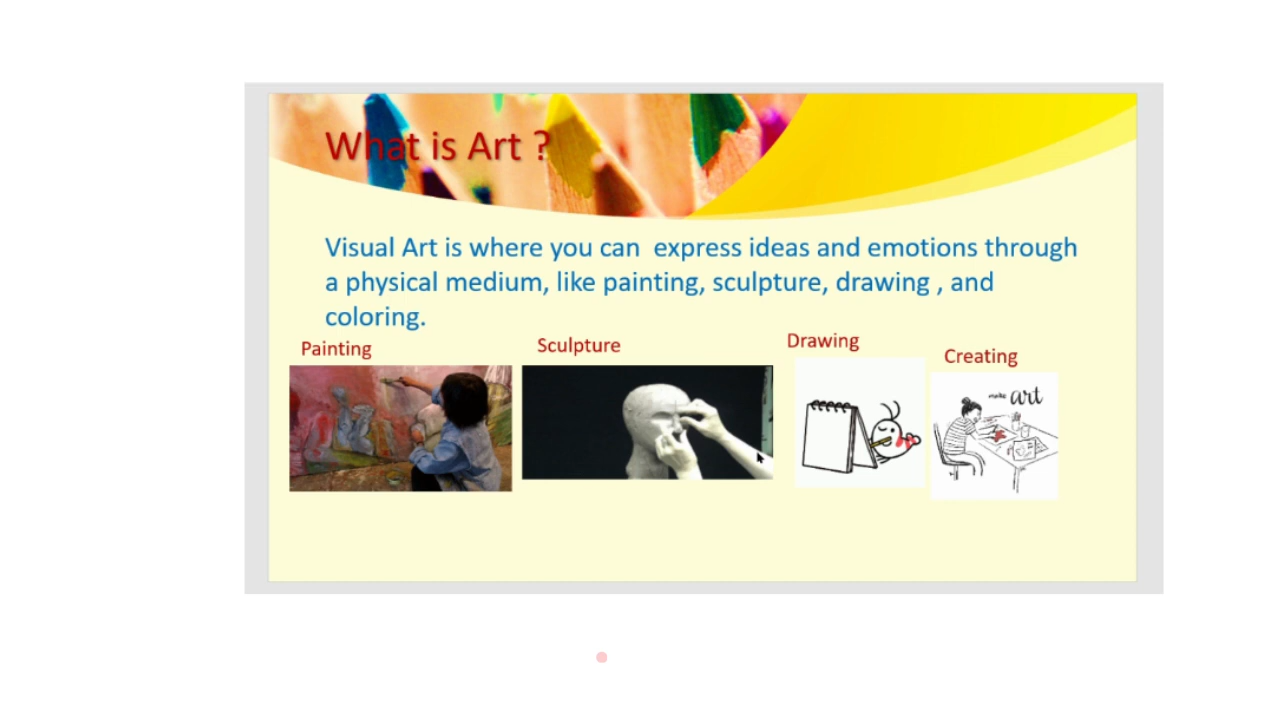 What is Art ?
Visual Art is where you can  express ideas and emotions through
a physical medium, like painting, sculpture, drawing , and
coloring.
Painting
Sculpture
Drawing
Creating
make art